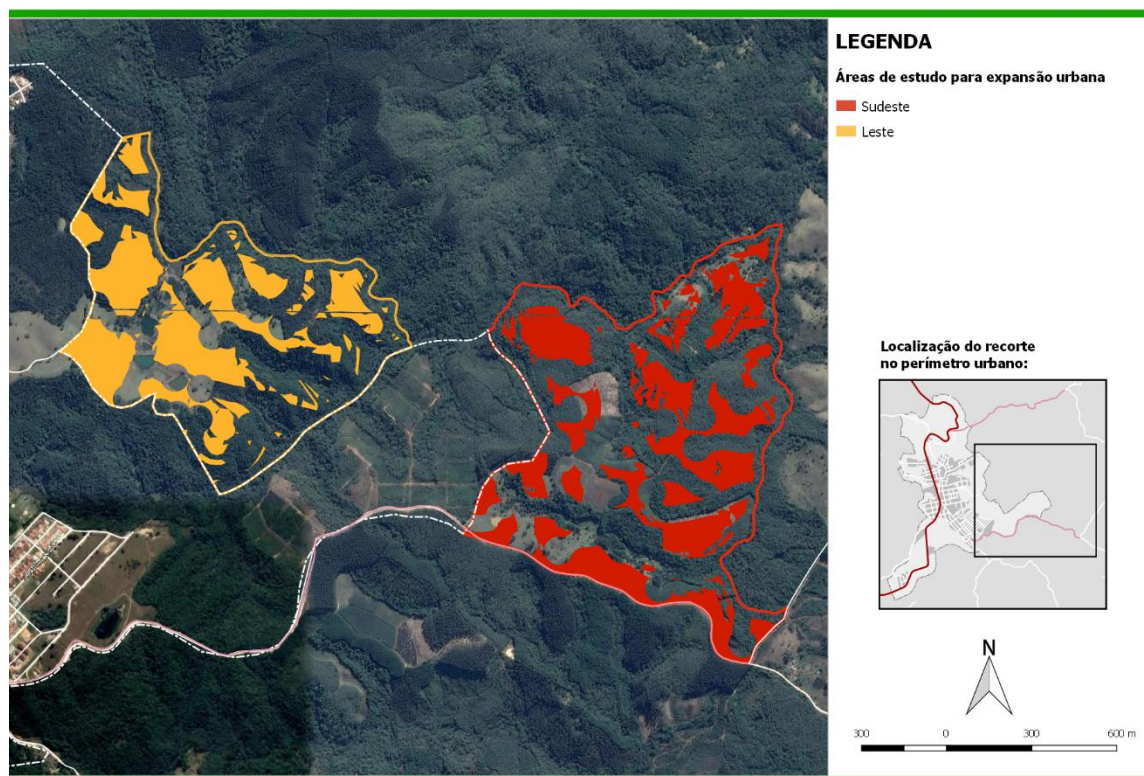 LEGENDA
Áreas de estudo para expansão urbana
Sudeste
Leste
Localização do recorte
no perímetro urbano:
N
300 0 300 600 m